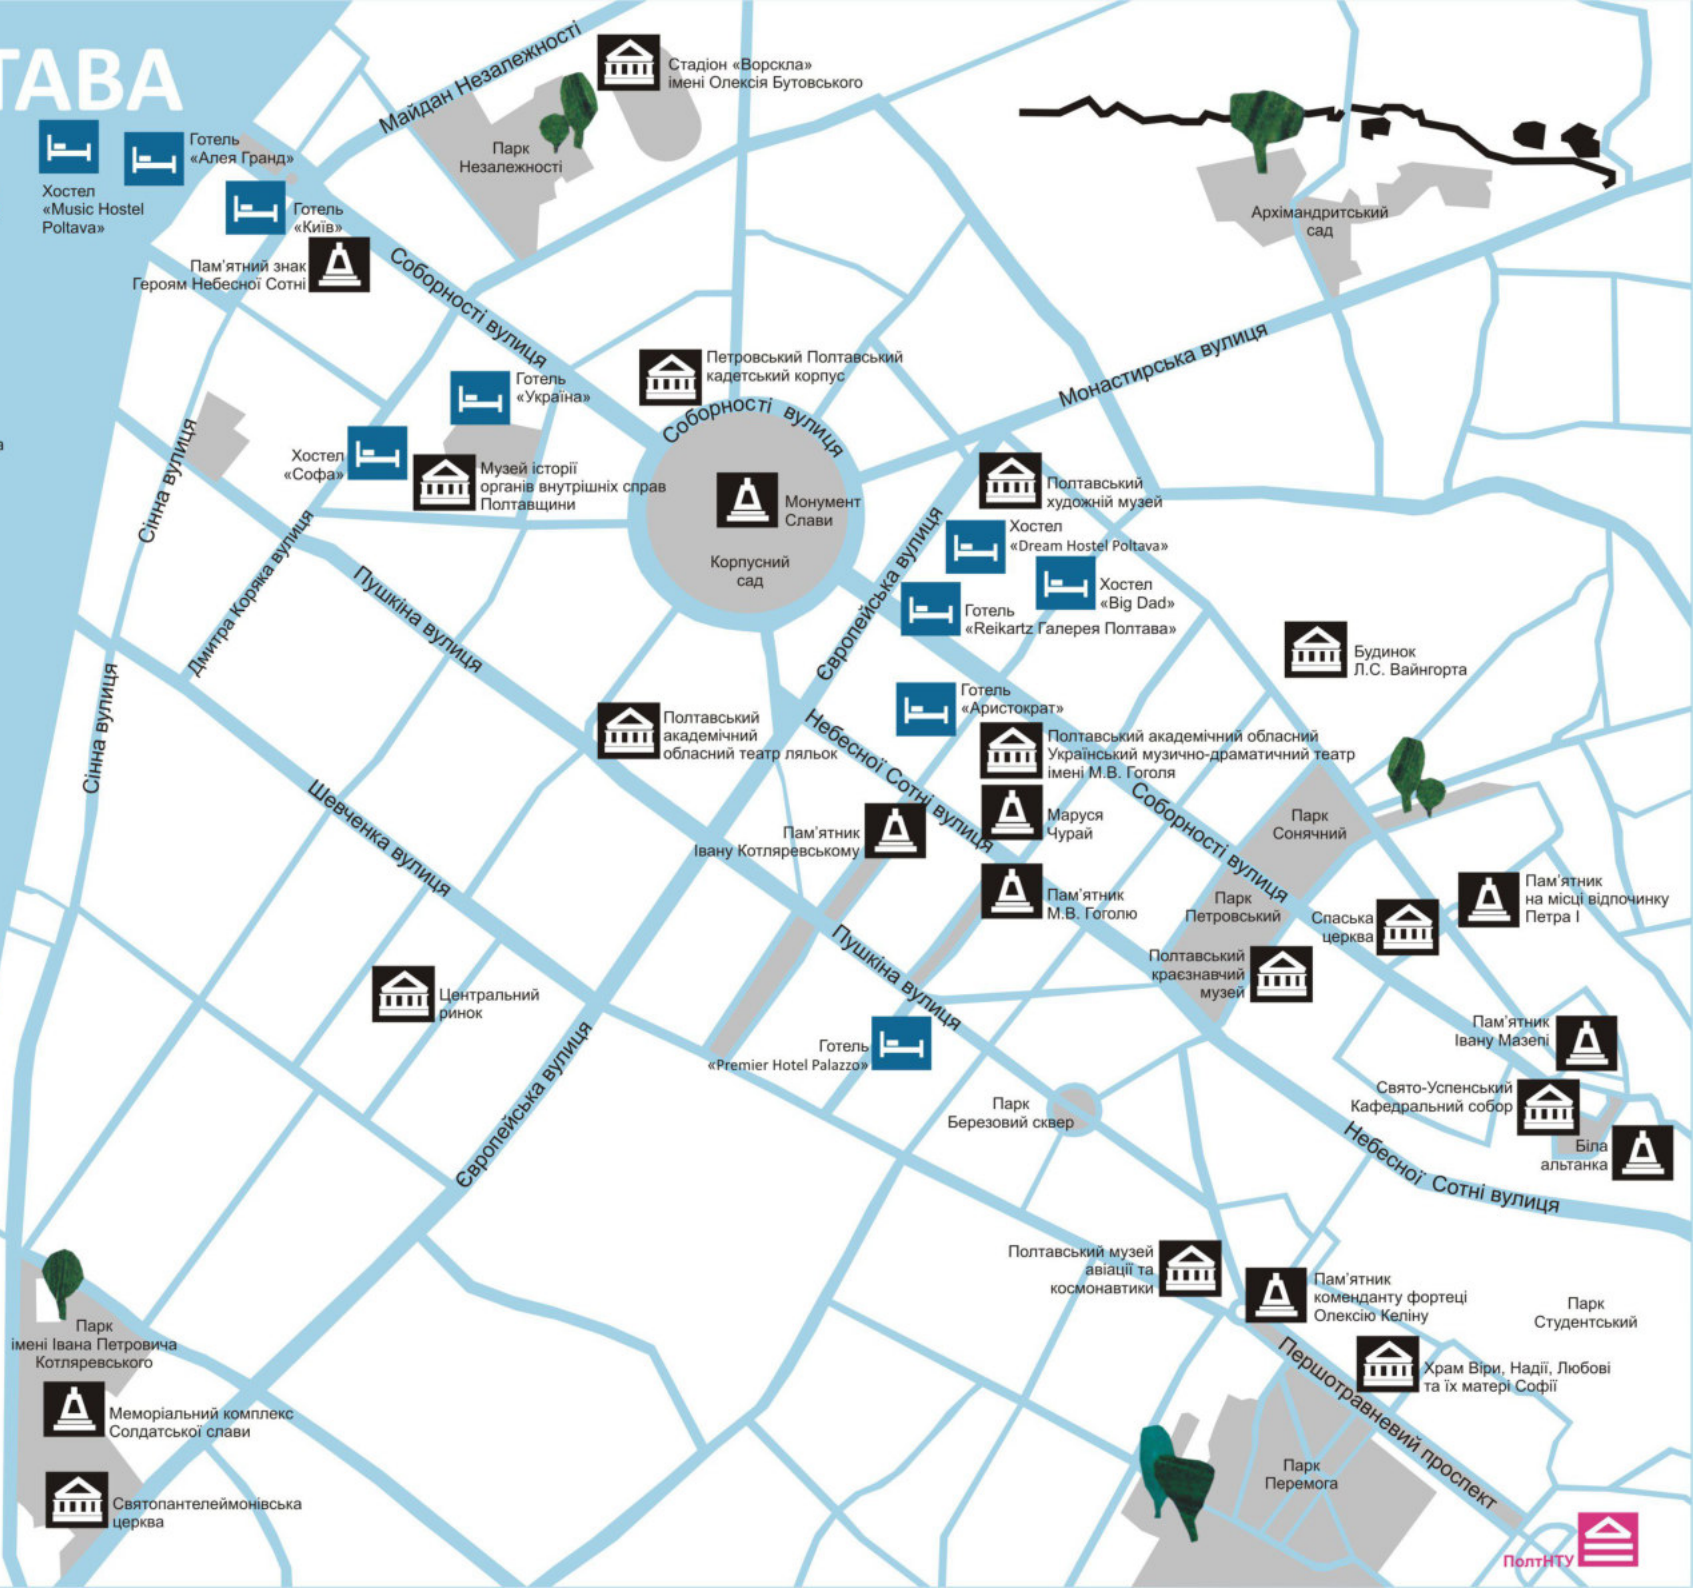 ТАВА
Майдан Незалежності
Стадіон «Ворскла»
імені Олексія Бутовського
Парк
Незалежності
Готель
«Алея Гранд»
Хостел
«Music Hostel
Poltava»
Готель
«Київ»
Пам'ятний знак
Героям Небесної Сотні
Архімандритський
сад
Соборності вулиця
Монастирська вулиця
Петровський Полтавський
кадетський корпус
Соборності вулиця
Готель
«Україна»
Хостел
«Софа»
Музей історії
органів внутрішніх справ
Полтавщини
Сінна вулиця
Монумент
Слави
Корпусний
сад
Полтавський
художній музей
Хостел
«Dream Hostel Poltava»
Хостел
«Big Dad»
Готель
«Reikartz Галерея Полтава»
Європейська вулиця
Дмитра Коряка вулиця
Пушкіна вулиця
Будинок
Л.С. Вайнгорта
Сінна вулиця
Полтавський
академічний
обласний театр ляльок
Готель
«Аристократ»
Небесної Сотні вулиця
Полтавський академічний обласний
Український музично-драматичний театр
імені М.В. Гоголя
Маруся
Чурай
Соборності вулиця
Парк
Сонячний
Шевченка вулиця
Пам'ятник
Івану Котляревському
Пам'ятник
М.В. Гоголю
Парк
Петровський
Спаська
церква
Пам'ятник
на місці відпочинку
Петра І
Пушкіна вулиця
Полтавський
краєзнавчий
музей
Центральний
ринок
Готель
«Premier Hotel Palazzo»
Пам'ятник
Івану Мазепі
Європейська вулиця
Парк
Березовий сквер
Свято-Успенський
Кафедральний собор
Біла
альтанка
Небесної Сотні вулиця
Полтавський музей
авіації та
космонавтики
Пам'ятник
коменданту фортеці
Олексію Келіну
Парк
Студентський
Парк
імені Івана Петровича
Котляревського
Першотравневий проспект
Храм Віри, Надії, Любові
та їх матері Софії
Меморіальний комплекс
Солдатської слави
Парк
Перемога
Святопантелеймонівська
церква
ПолтНТУ